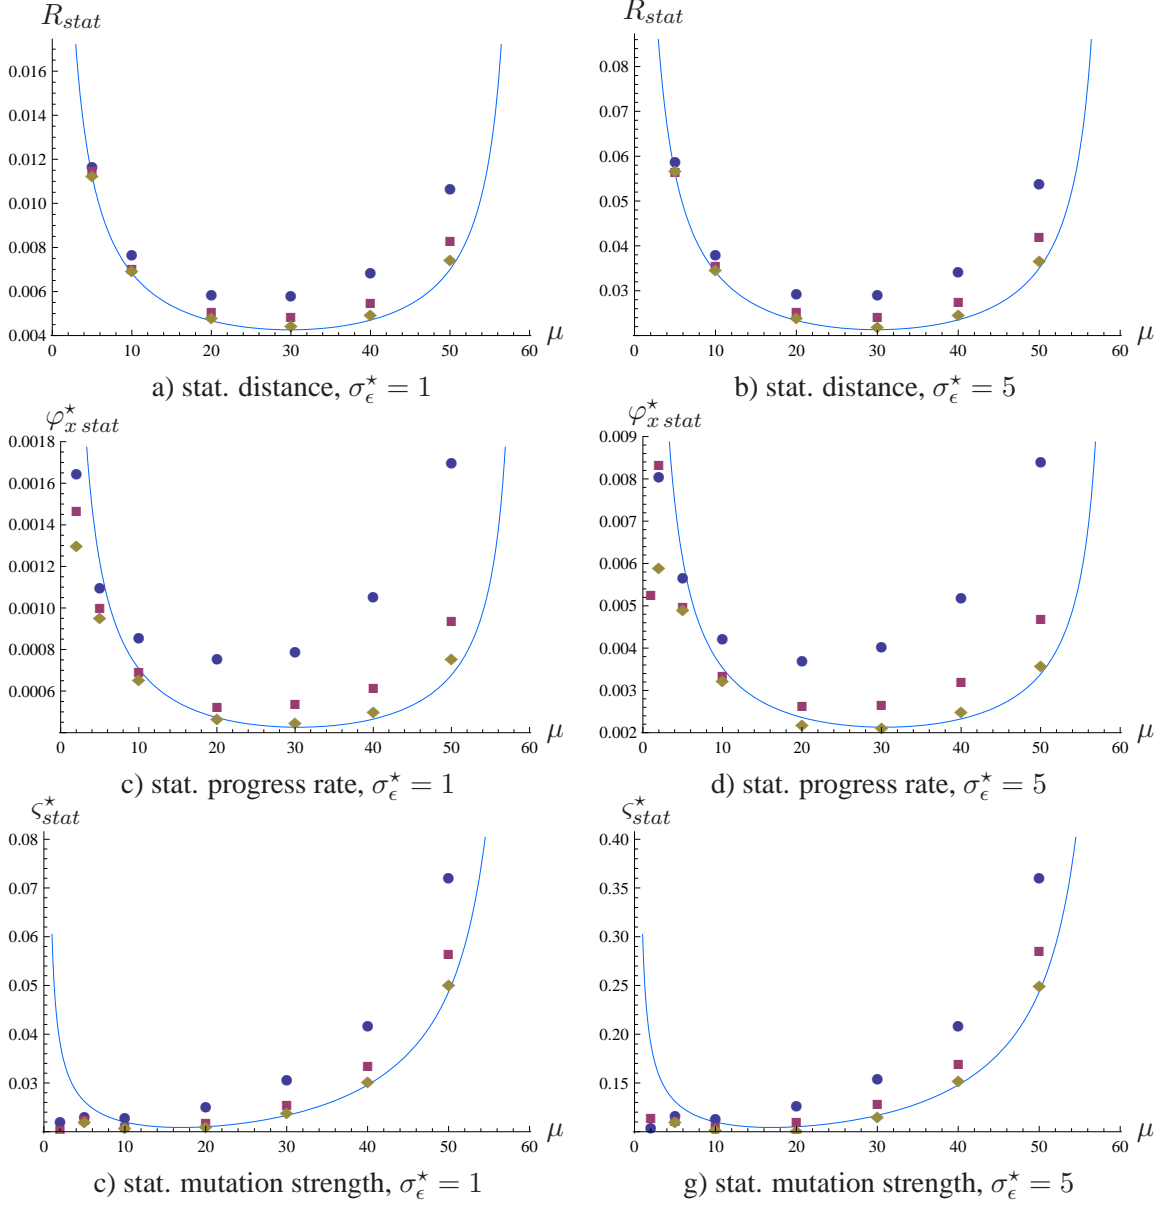 R_stat
0.016
0.014
0.012
0.010
0.008
0.006
0.004
0 10 20 30 40 50 60
μ
a) stat. distance, σ_ϵ^⋆ = 1
R_stat
0.08
0.07
0.06
0.05
0.04
0.03
0 10 20 30 40 50 60
μ
b) stat. distance, σ_ϵ^⋆ = 5
φ^⋆_x stat
0.0018
0.0016
0.0014
0.0012
0.0010
0.0008
0.0006
0 10 20 30 40 50 60
μ
c) stat. progress rate, σ_ϵ^⋆ = 1
φ^⋆_x stat
0.009
0.008
0.007
0.006
0.005
0.004
0.003
0.002
0 10 20 30 40 50 60
μ
d) stat. progress rate, σ_ϵ^⋆ = 5
ς^⋆_stat
0.08
0.07
0.06
0.05
0.04
0.03
0 10 20 30 40 50 60
μ
c) stat. mutation strength, σ_ϵ^⋆ = 1
ς^⋆_stat
0.40
0.35
0.30
0.25
0.20
0.15
0 10 20 30 40 50 60
μ
g) stat. mutation strength, σ_ϵ^⋆ = 5